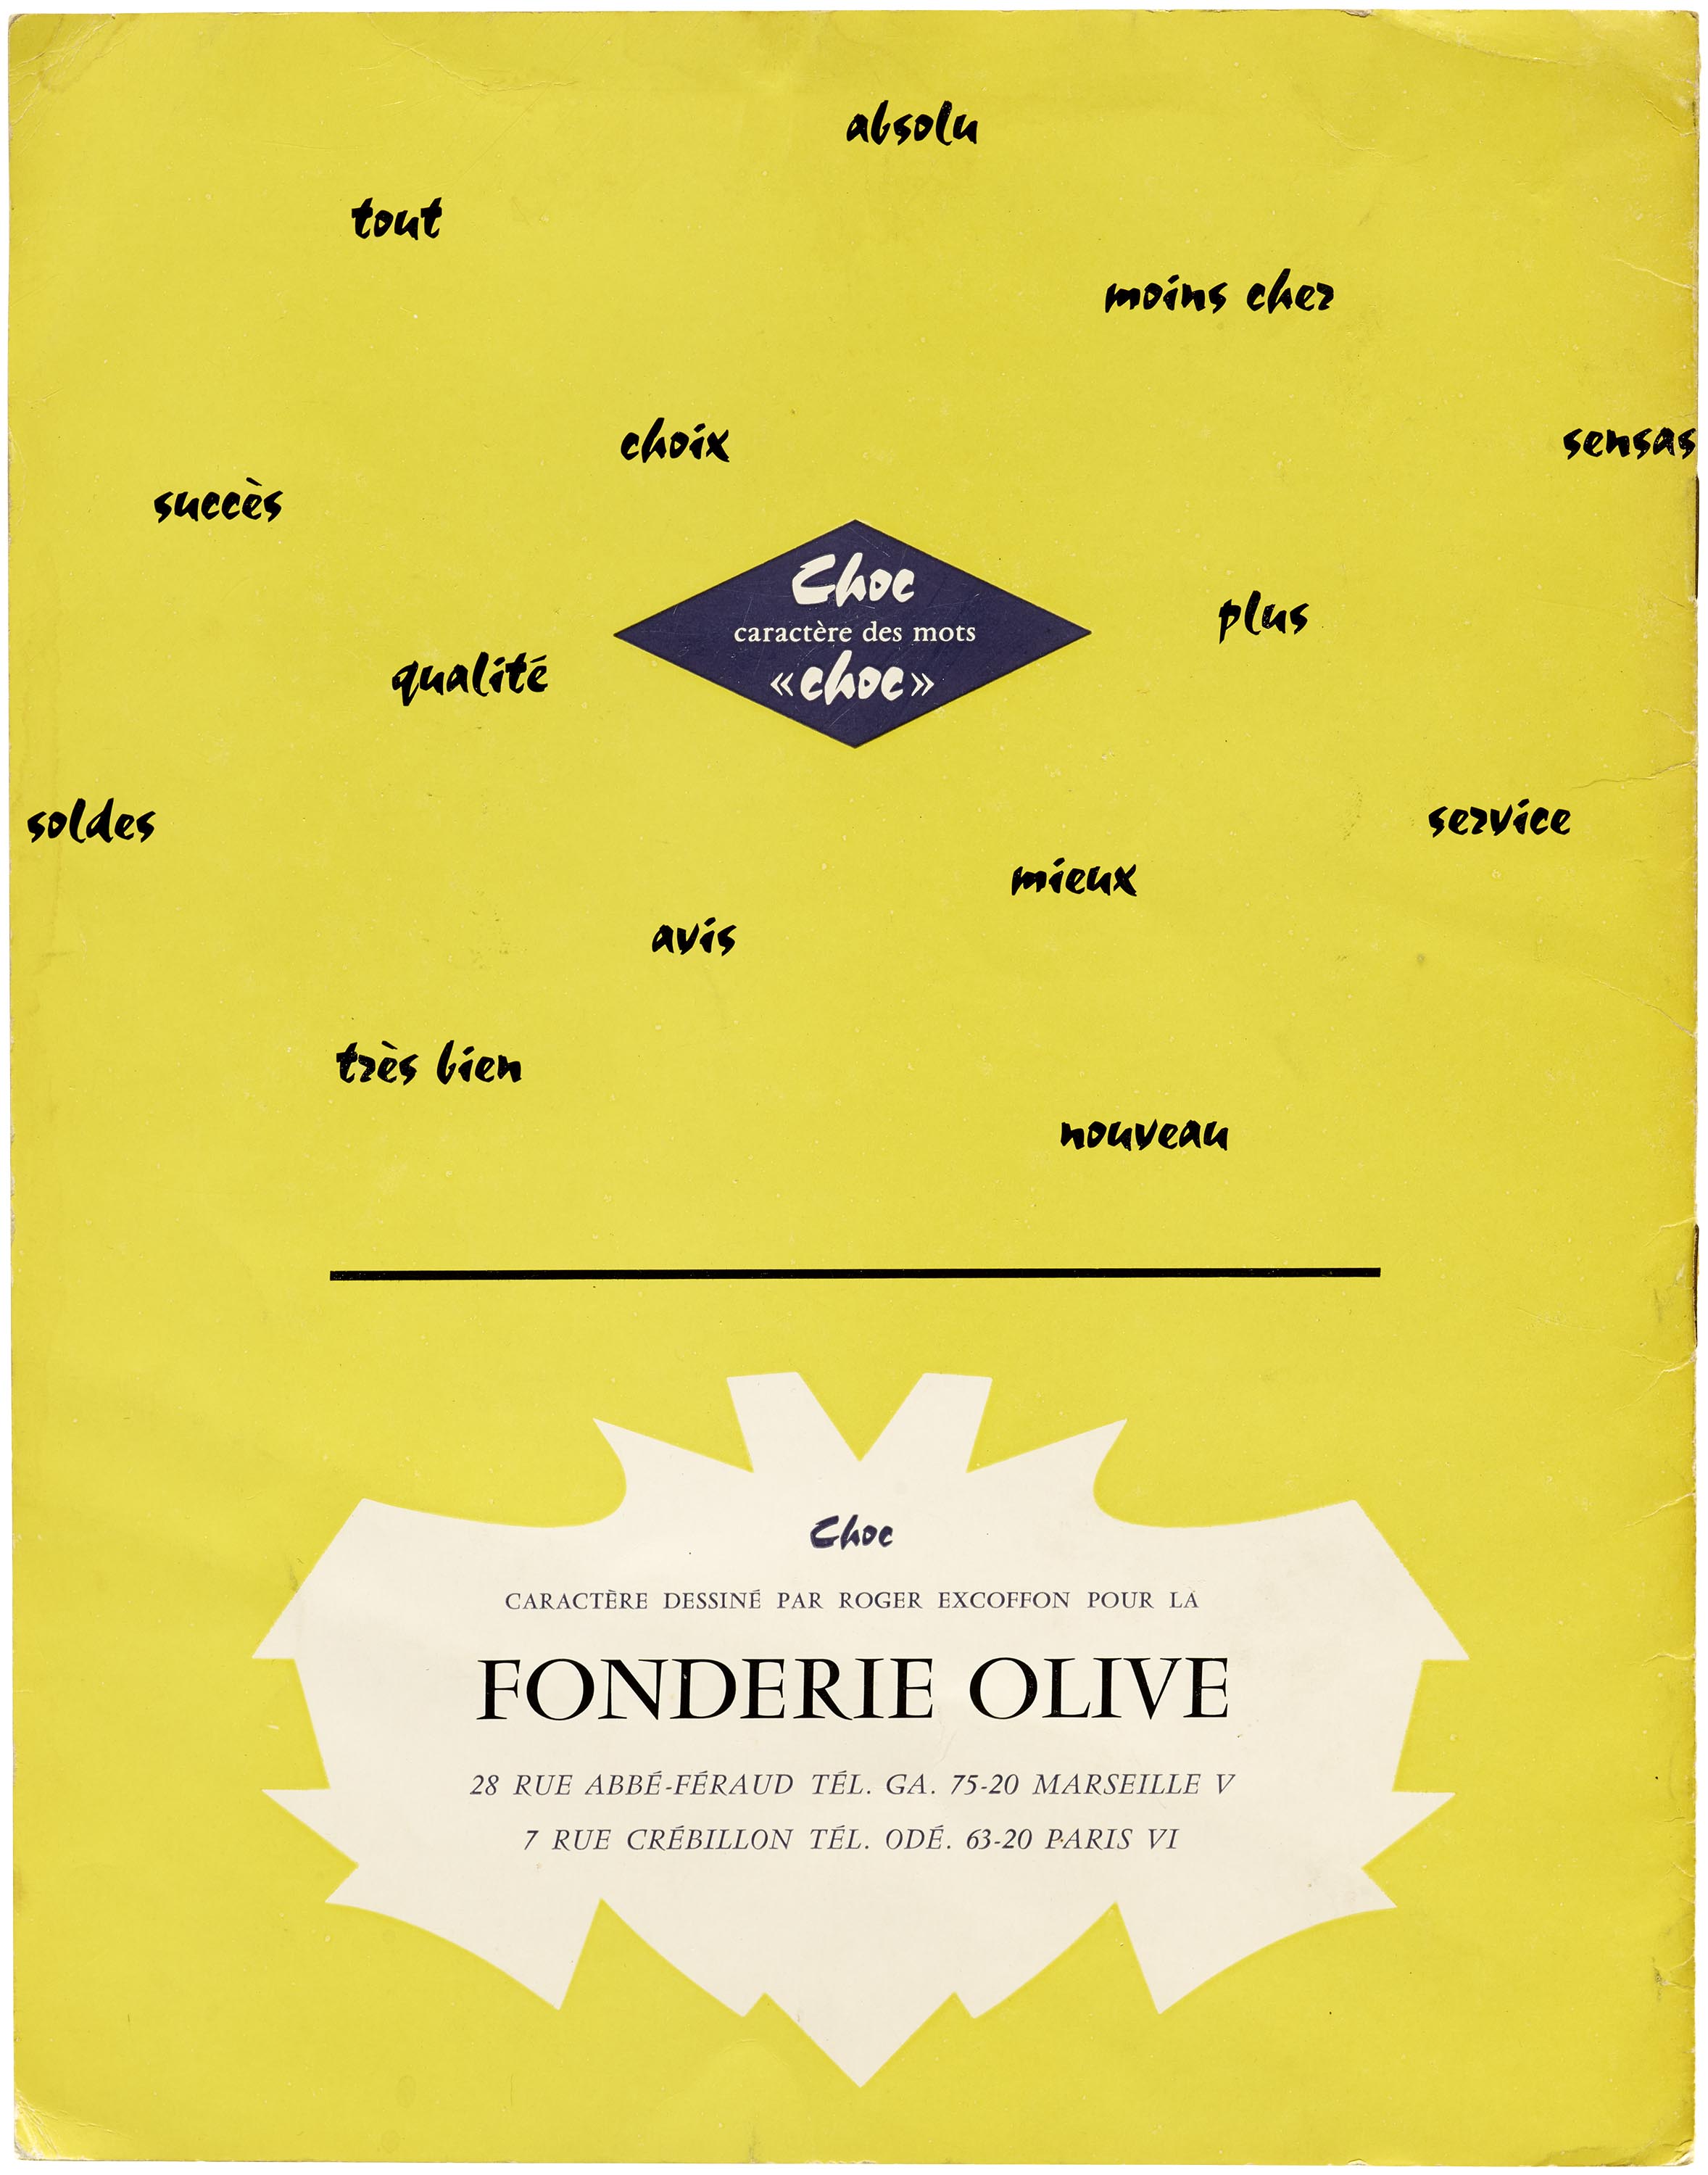 absolu
tout
moins cher
choix
sensas
succès
Choc
caractère des mots
«choc»
plus
qualité
soldes
service
mieux
avis
très bien
nouveau
Choc
CARACTÈRE DESSINÉ PAR ROGER EXCOFFON POUR LA
FONDERIE OLIVE
28 RUE ABBÉ-FÉRAUD TÉL. GA. 75-20 MARSEILLE V
7 RUE CRÉBILLON TÉL. ODÉ. 63-20 PARIS VI